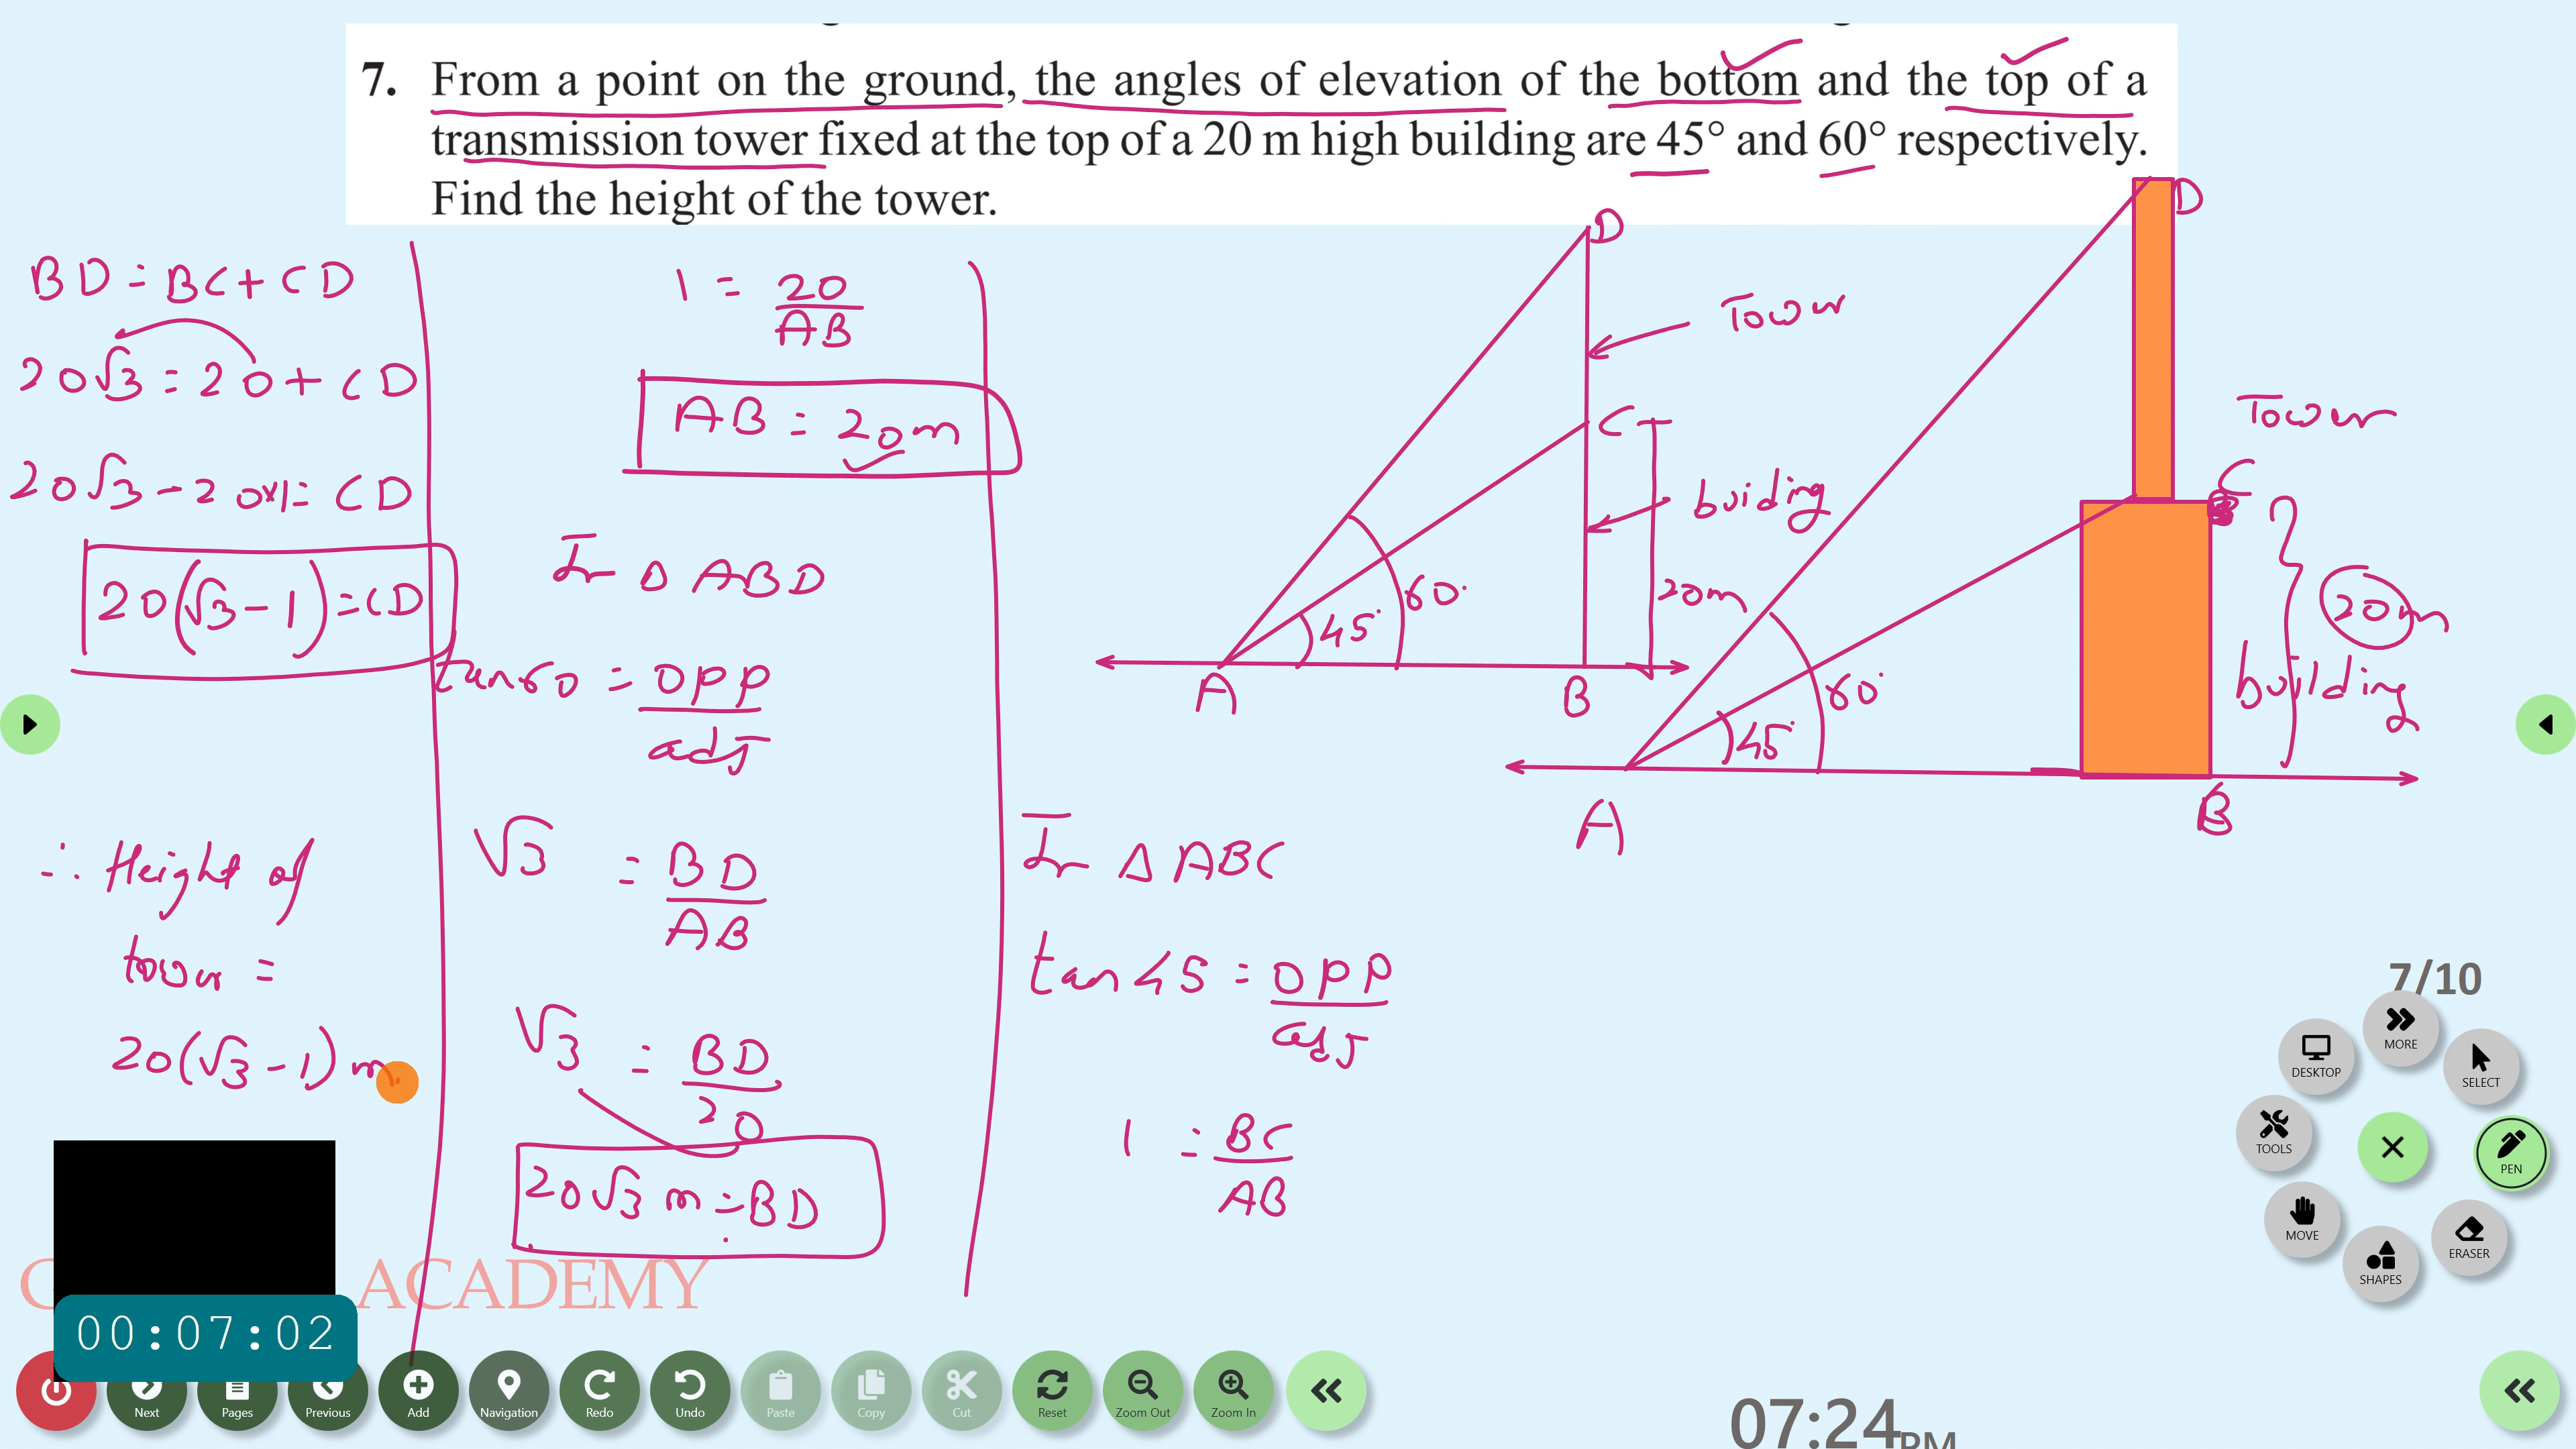 7. From a point on the ground, the angles of elevation of the bottom and the top of a
transmission tower fixed at the top of a 20 m high building are 45° and 60° respectively.
Find the height of the tower.
BD = BC + CD
20√3 = 20 + CD
20√3 - 20×1 = CD
20(√3 - 1) = CD
∴ Height of
tower =
20(√3 - 1) m
1 = 20/AB
AB = 20m
In Δ ABD
tan60 = opp/adj
√3 = BD/AB
√3 = BD/20
20√3 m = BD
D
Tower
C
buiding
20m
60°
45°
A
B
In Δ ABC
tan45 = opp/adj
1 = BC/AB
D
Tower
C
20m
building
60°
45°
A
B
7/10
MORE
DESKTOP
SELECT
TOOLS
PEN
MOVE
ERASER
SHAPES
ACADEMY
00:07:02
Next
Pages
Previous
Add
Navigation
Redo
Undo
Paste
Copy
Cut
Reset
Zoom Out
Zoom In
07:24PM